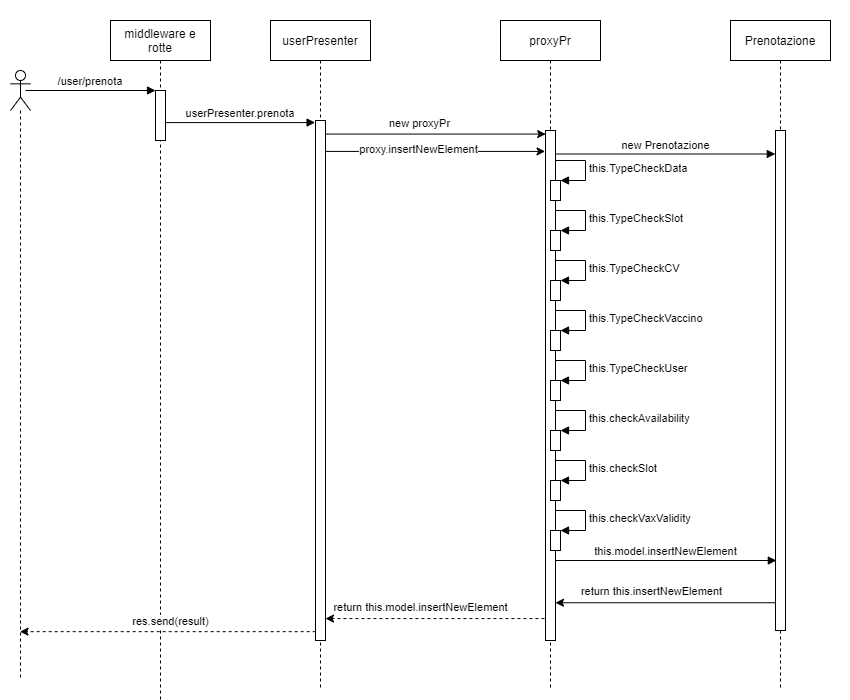 middleware e
rotte
userPresenter
proxyPr
Prenotazione
/user/prenota
userPresenter.prenota
new proxyPr
proxy.insertNewElement
new Prenotazione
this.TypeCheckData
this.TypeCheckSlot
this.TypeCheckCV
this.TypeCheckVaccino
this.TypeCheckUser
this.checkAvailability
this.checkSlot
this.checkVaxValidity
this.model.insertNewElement
return this.insertNewElement
return this.model.insertNewElement
res.send(result)